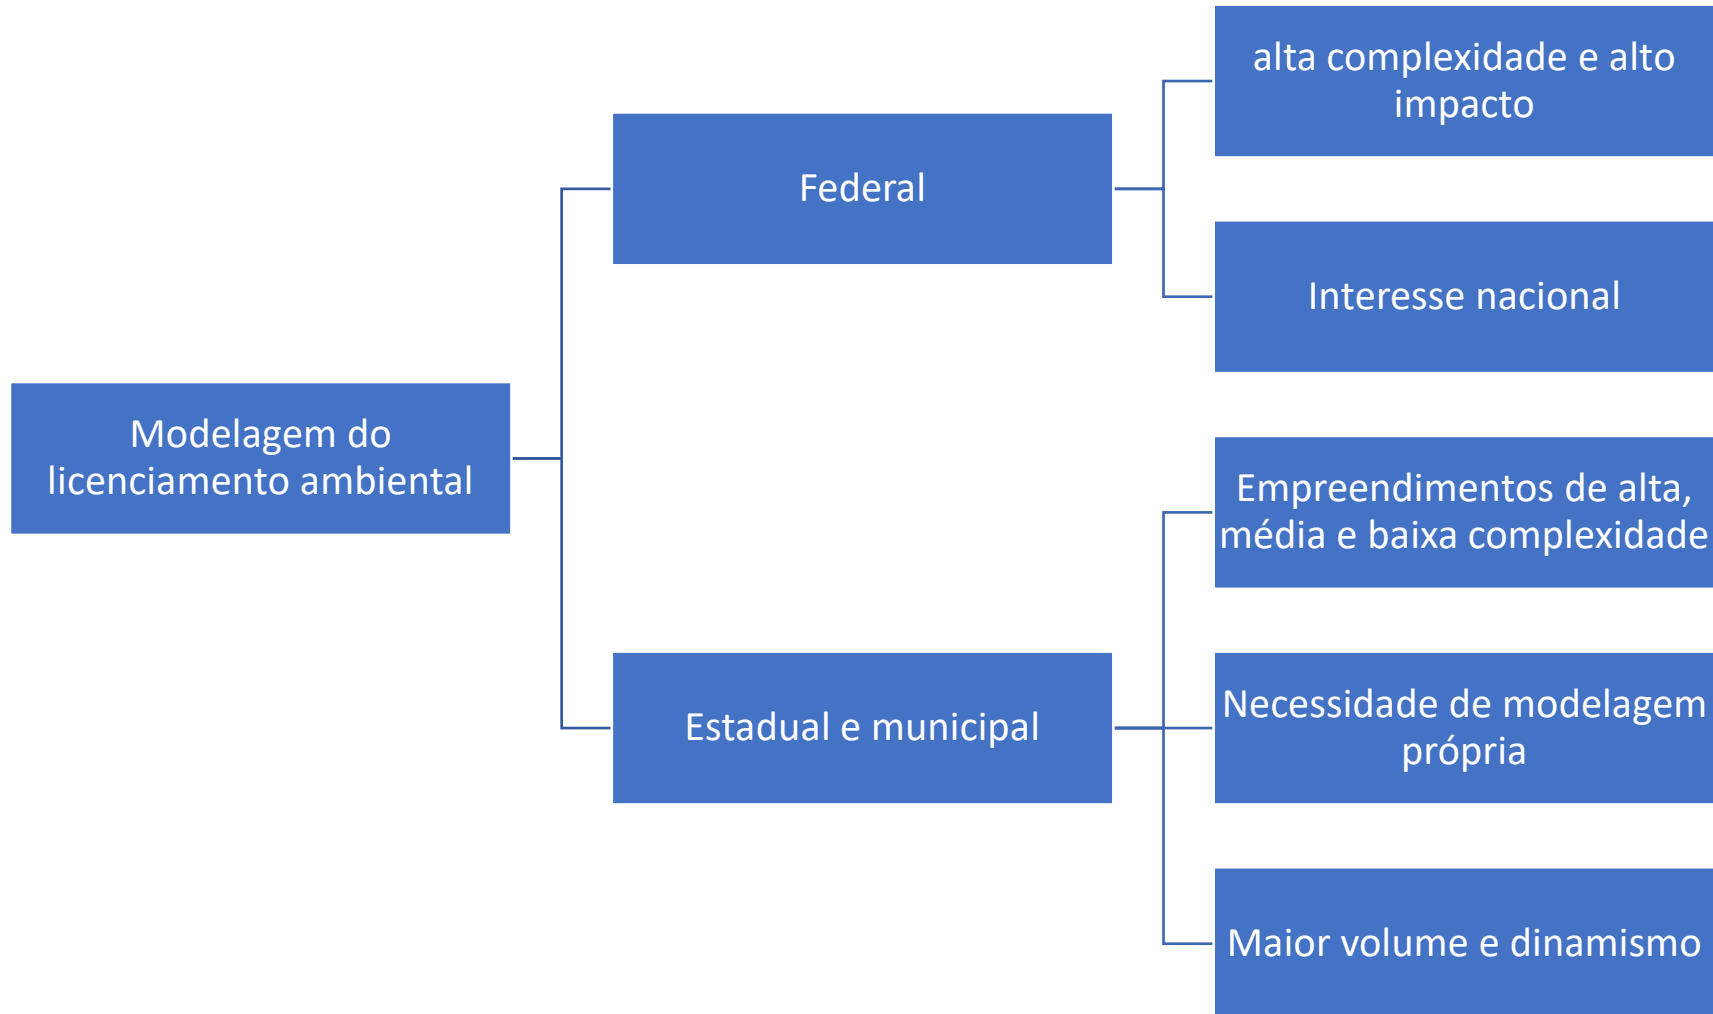 Modelagem do
licenciamento ambiental
Federal
alta complexidade e alto
impacto
Interesse nacional
Estadual e municipal
Empreendimentos de alta,
média e baixa complexidade
Necessidade de modelagem
própria
Maior volume e dinamismo